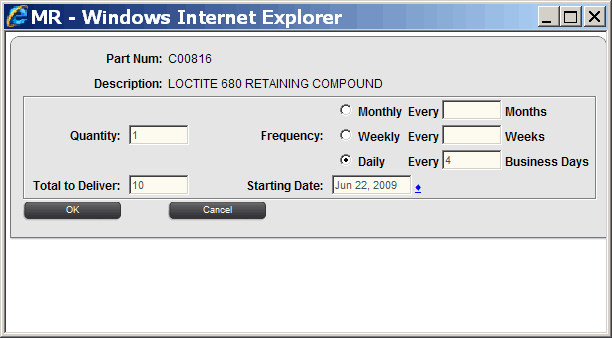 MR - Windows Internet Explorer
Part Num: C00816
Description: LOCTITE 680 RETAINING COMPOUND
Monthly Every Months
Quantity: 1 Frequency: Weekly Every Weeks
Daily Every 4 Business Days
Total to Deliver: 10 Starting Date: Jun 22, 2009
OK Cancel